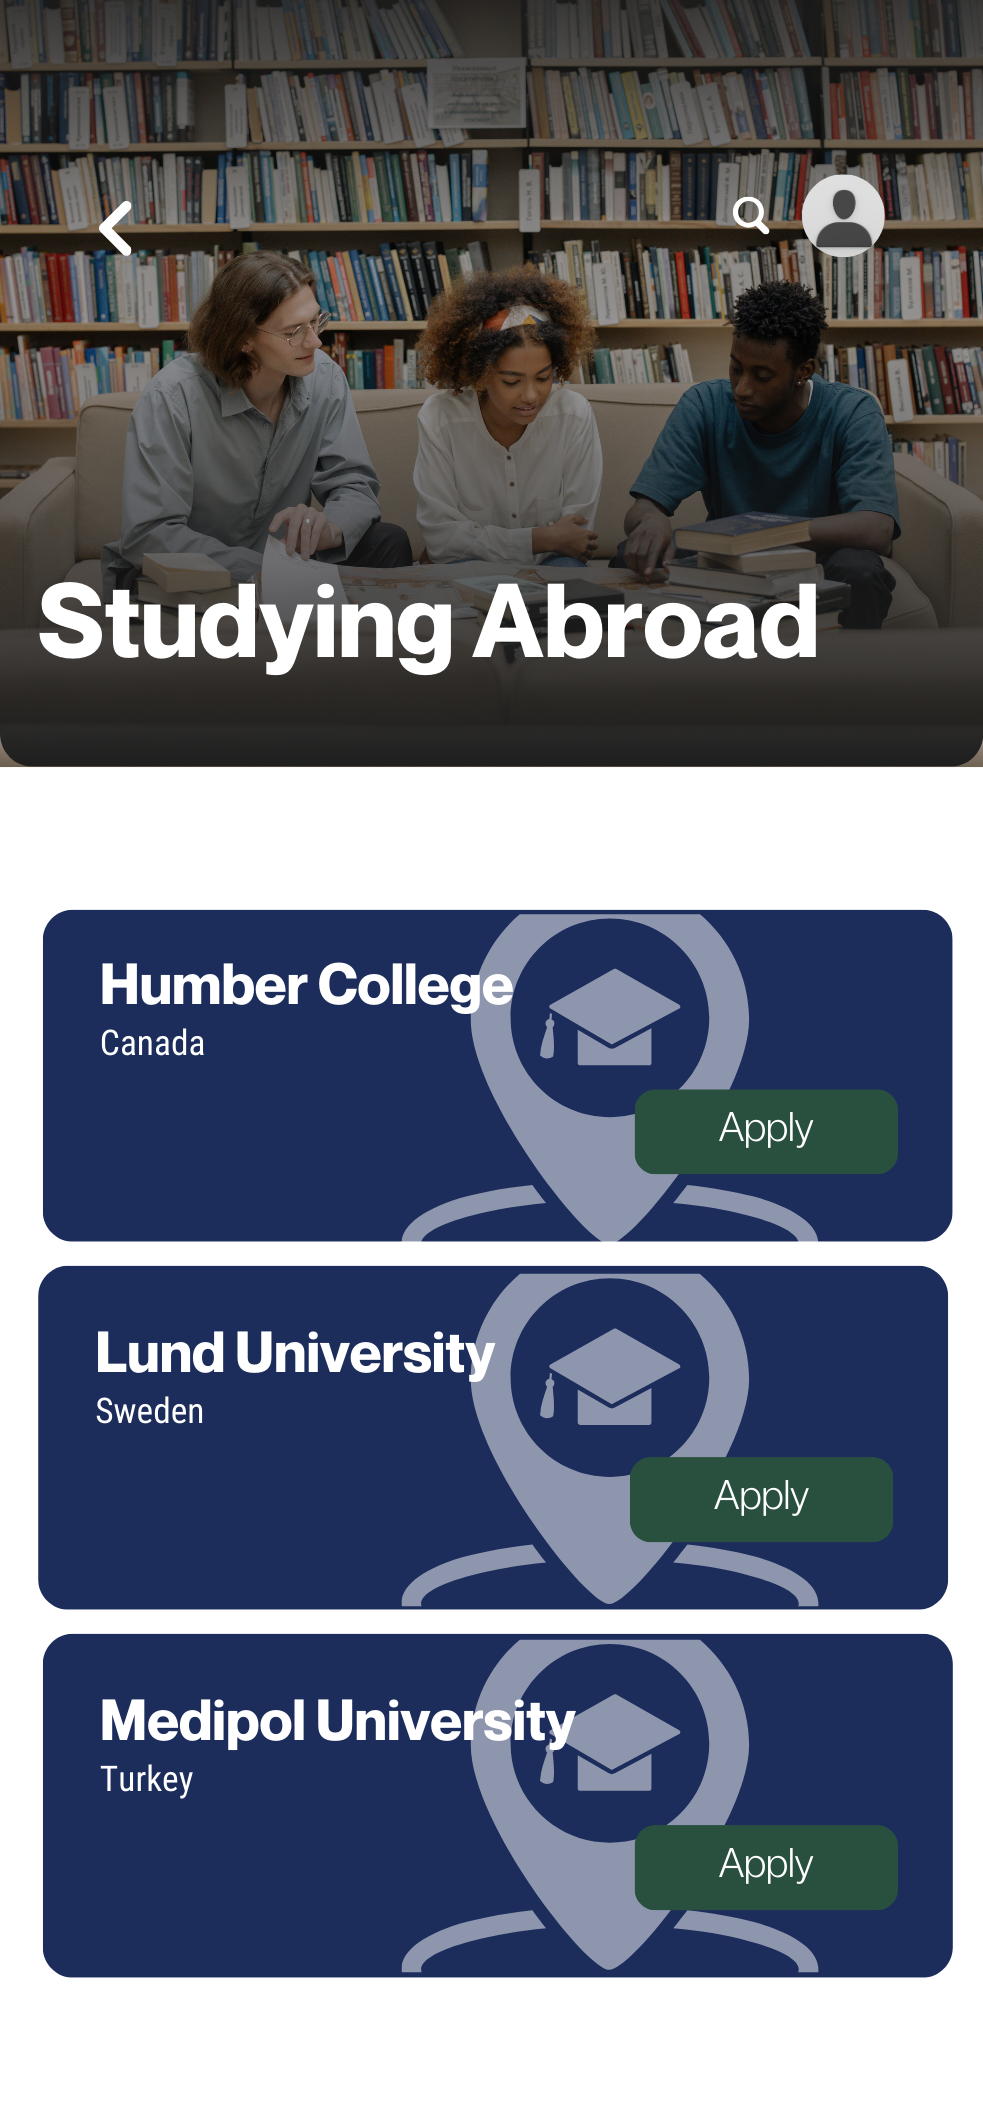 Studying Abroad
Humber College
Canada
Apply
Lund University
Sweden
Apply
Medipol University
Turkey
Apply